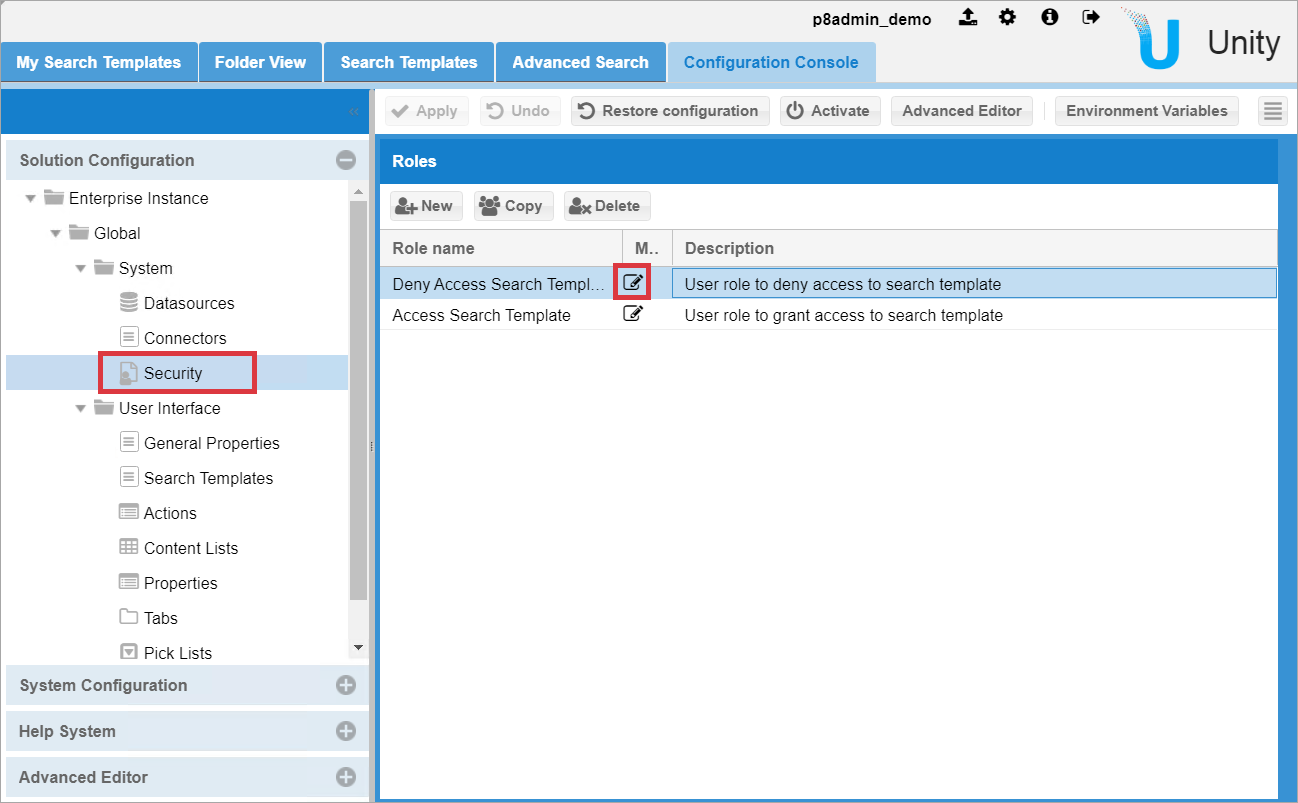 p8admin_demo
Unity
My Search Templates
Folder View
Search Templates
Advanced Search
Configuration Console
Apply
Undo
Restore configuration
Activate
Advanced Editor
Environment Variables
Solution Configuration
Enterprise Instance
Global
System
Datasources
Connectors
Security
User Interface
General Properties
Search Templates
Actions
Content Lists
Properties
Tabs
Pick Lists
System Configuration
Help System
Advanced Editor
Roles
New
Copy
Delete
Role name M.. Description
Deny Access Search Templ... User role to deny access to search template
Access Search Template User role to grant access to search template